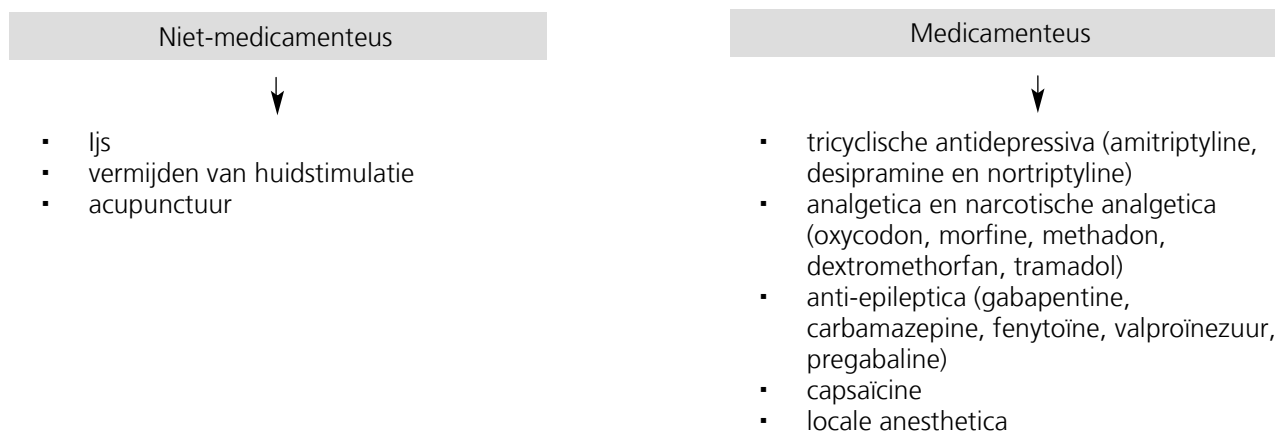 Niet-medicamenteus
▪ Ijs
▪ vermijden van huidstimulatie
▪ acupunctuur
Medicamenteus
▪ tricyclische antidepressiva (amitriptyline,
desipramine en nortriptyline)
▪ analgetica en narcotische analgetica
(oxycodon, morfine, methadon,
dextromethorfan, tramadol)
▪ anti-epileptica (gabapentine,
carbamazepine, fenytoïne, valproïnezuur,
pregabaline)
▪ capsaïcine
▪ locale anesthetica